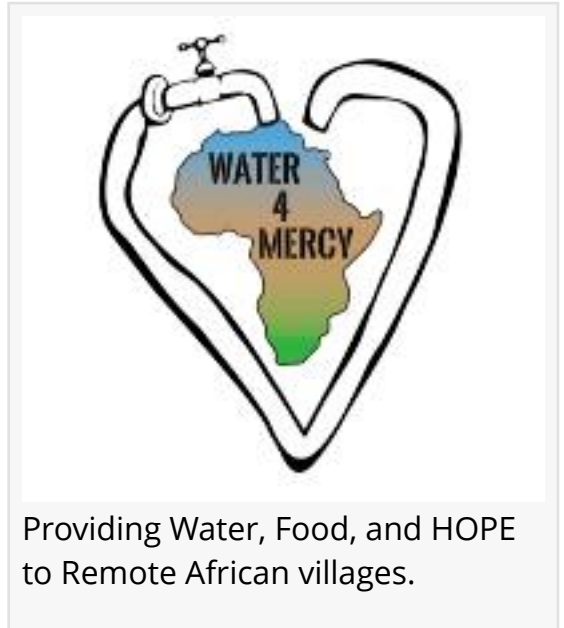 WATER
4
MERCY
Providing Water, Food, and HOPE
to Remote African villages.